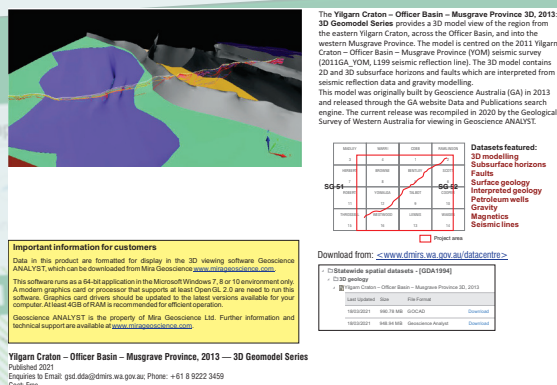 The Yilgarn Craton – Officer Basin – Musgrave Province 3D, 2013:
3D Geomodel Series provides a 3D model view of the region from
the eastern Yilgarn Craton, across the Officer Basin, and into the
western Musgrave Province. The model is centred on the 2011 Yilgarn
Craton – Officer Basin – Musgrave Province (YOM) seismic survey
(2011GA_YOM, L199 seismic reflection line). The 3D model contains
2D and 3D subsurface horizons and faults which are interpreted from
seismic reflection data and gravity modelling.
This model was originally built by Geoscience Australia (GA) in 2013
and released through the GA website Data and Publications search
engine. The current release was recompiled in 2020 by the Geological
Survey of Western Australia for viewing in Geoscience ANALYST.
SG 51
SG 52
Project area
Datasets featured:
3D modelling
Subsurface horizons
Faults
Surface geology
Interpreted geology
Petroleum wells
Gravity
Magnetics
Seismic lines
Important information for customers
Data in this product are formatted for display in the 3D viewing software Geoscience
ANALYST, which can be downloaded from Mira Geoscience www.mirageoscience.com.
This software runs as a 64-bit application in the Microsoft Windows 7, 8 or 10 environment only.
A modern graphics card or processor that supports at least Open GL 2.0 are need to run this
software. Graphics card drivers should be updated to the latest versions available for your
computer. At least 4GB of RAM is recommended for efficient operation.
Geoscience ANALYST is the property of Mira Geoscience Ltd. Further information and
technical support are available at www.mirageoscience.com.
Download from: <www.dmirs.wa.gov.au/datacentre>
Statewide spatial datasets - [GDA1994]
3D geology
Yilgarn Craton – Officer Basin – Musgrave Province 3D, 2013
Last Updated Size File Format
18/03/2021 990.78 MB GOCAD Download
18/03/2021 948.94 MB Geoscience Analyst Download
Yilgarn Craton – Officer Basin – Musgrave Province, 2013 — 3D Geomodel Series
Published 2021
Enquiries to Email: gsd.dda@dmirs.wa.gov.au; Phone: +61 8 9222 3459
Cost: Free